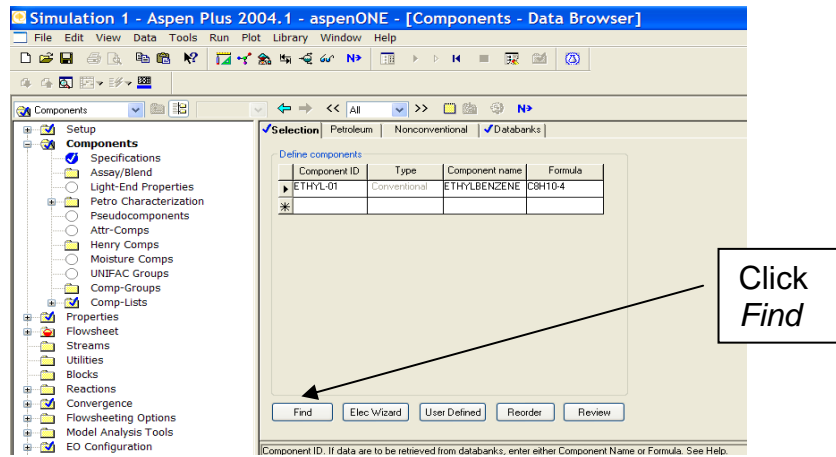 Simulation 1 - Aspen Plus 2004.1 - aspenONE - [Components - Data Browser]
File Edit View Data Tools Run Plot Library Window Help
N>
Components
<< All >> N>
Setup
Components
Specifications
Assay/Blend
Light-End Properties
Petro Characterization
Pseudocomponents
Attr-Comps
Henry Comps
Moisture Comps
UNIFAC Groups
Comp-Groups
Comp-Lists
Properties
Flowsheet
Streams
Utilities
Blocks
Reactions
Convergence
Flowsheeting Options
Model Analysis Tools
EO Configuration
Selection Petroleum Nonconventional Databanks
Define components
Component ID Type Component name Formula
ETHYL-01 Conventional ETHYLBENZENE C8H10-4
Find Elec Wizard User Defined Reorder Review
Component ID. If data are to be retrieved from databanks, enter either Component Name or Formula. See Help.
Click
Find